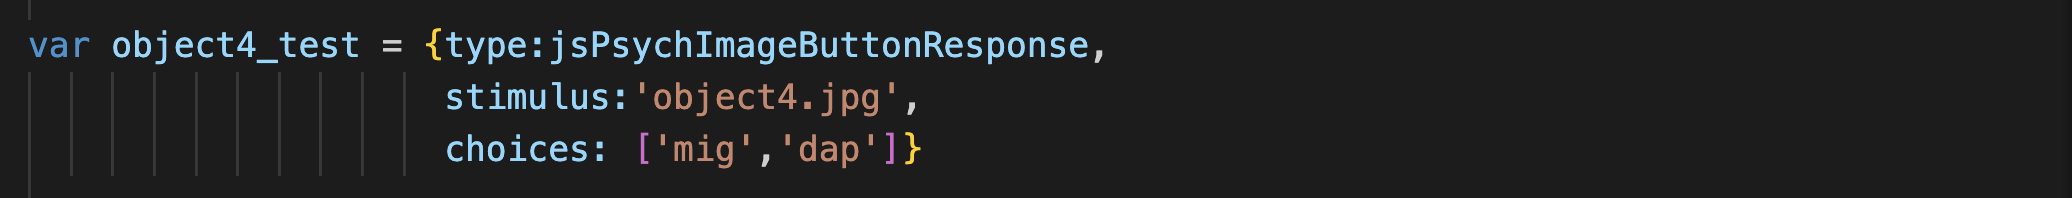 var object4_test = {type:jsPsychImageButtonResponse,
stimulus:'object4.jpg',
choices: ['mig','dap']}